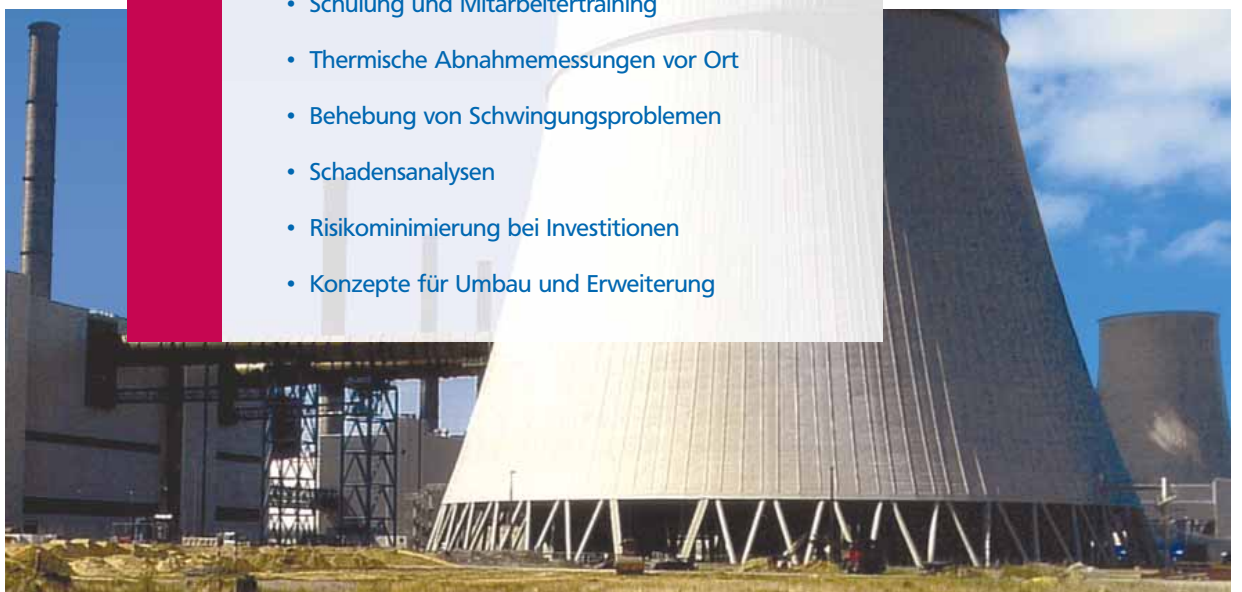 • Schulung und Mitarbeitertraining
• Thermische Abnahmemessungen vor Ort
• Behebung von Schwingungsproblemen
• Schadensanalysen
• Risikominimierung bei Investitionen
• Konzepte für Umbau und Erweiterung